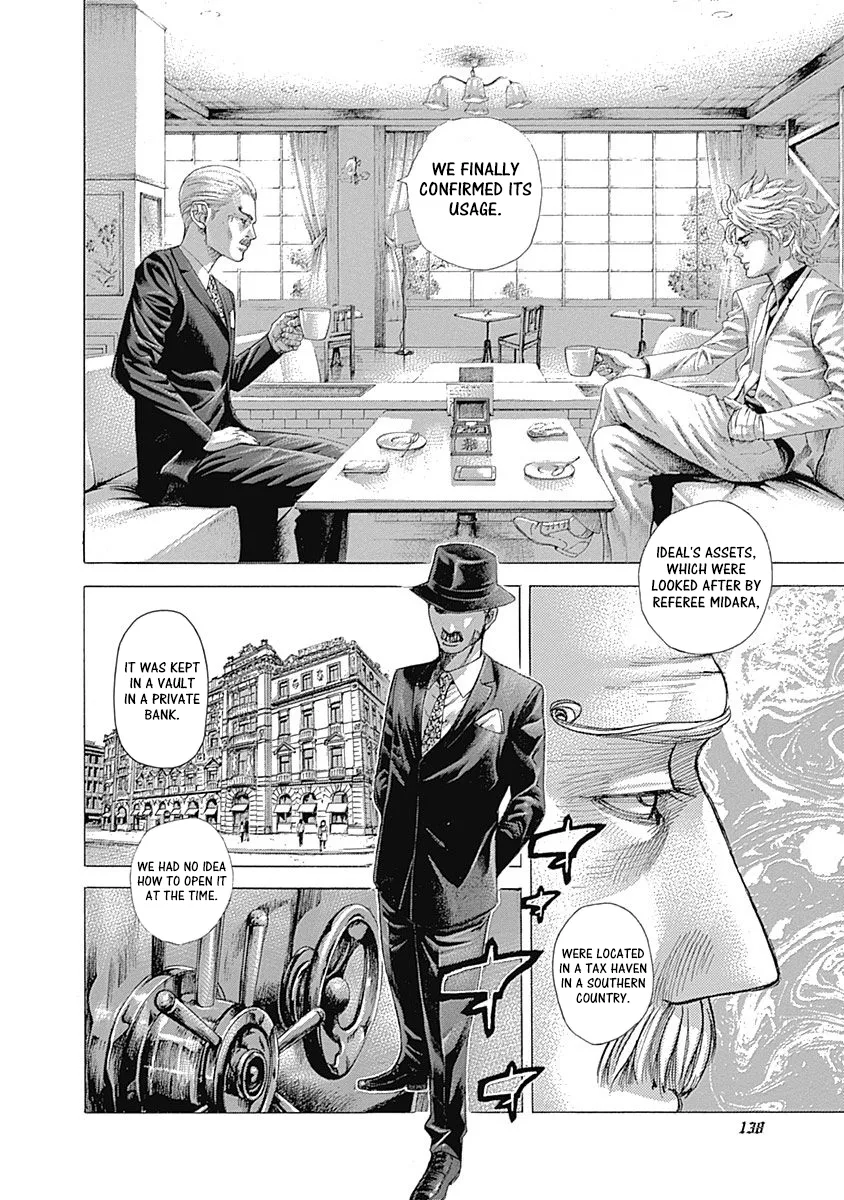 WE FINALLY
CONFIRMED ITS
USAGE.
IDEAL'S ASSETS,
WHICH WERE
LOOKED AFTER BY
REFEREE MIDARA,
WERE LOCATED
IN A TAX HAVEN
IN A SOUTHERN
COUNTRY.
IT WAS KEPT
IN A VAULT
IN A PRIVATE
BANK.
WE HAD NO IDEA
HOW TO OPEN IT
AT THE TIME.
138